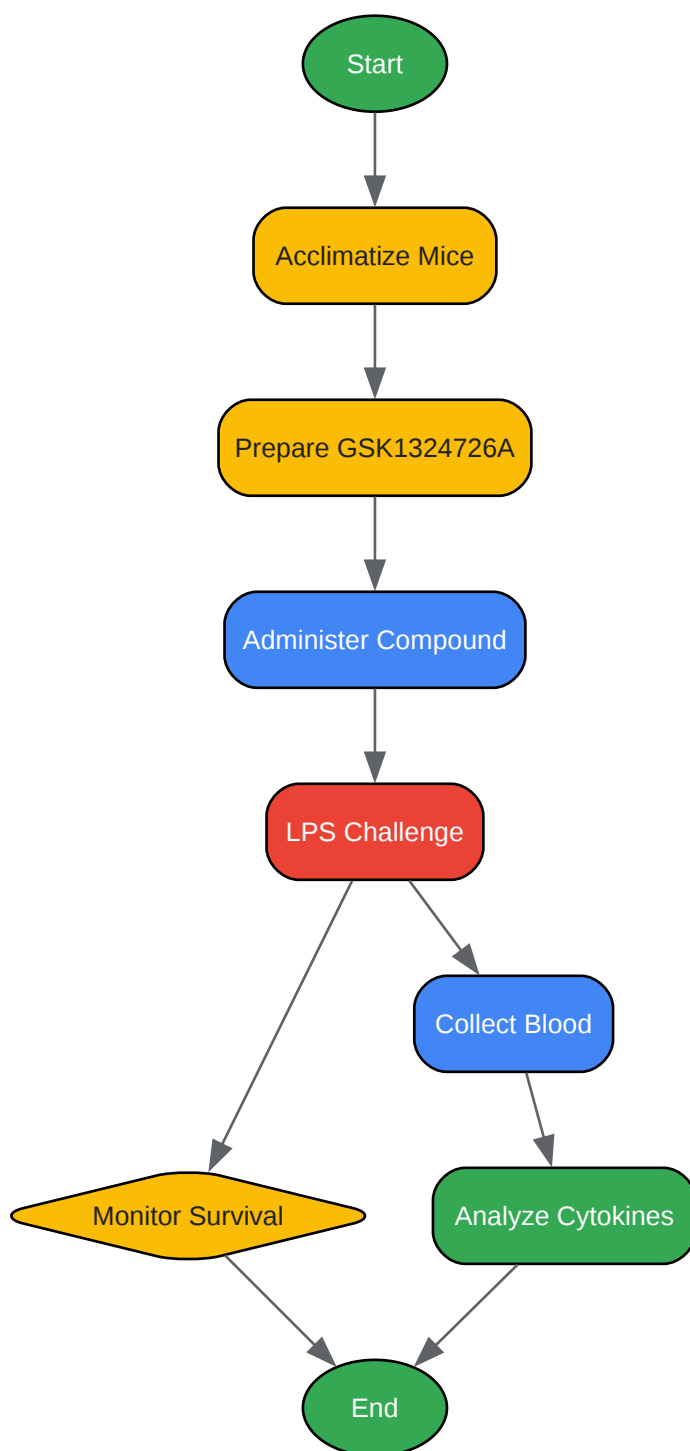 Start
Acclimatize Mice
Prepare GSK1324726A
Administer Compound
LPS Challenge
Collect Blood
Monitor Survival
Analyze Cytokines
End